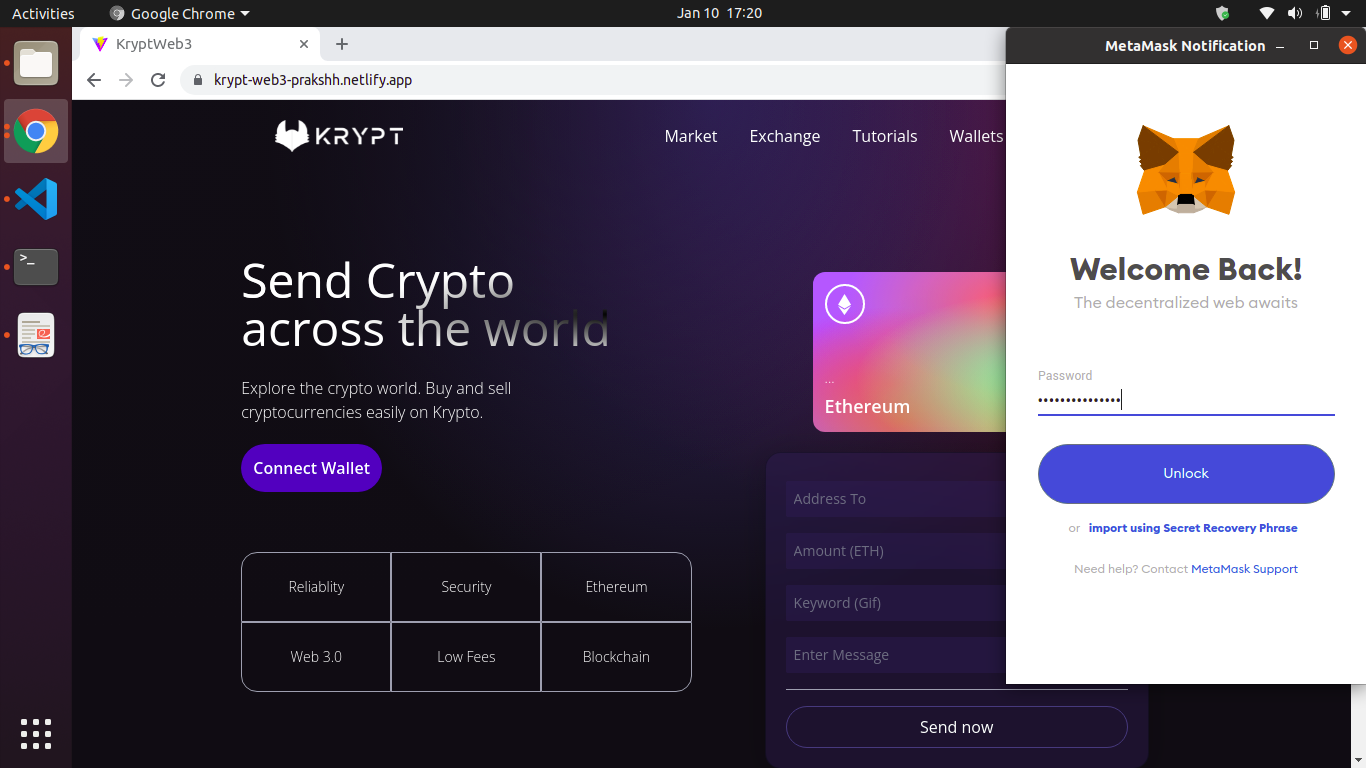 Activities
Google Chrome
Jan 10 17:20
KryptWeb3
krypt-web3-prakshh.netlify.app
KRYPT
Market
Exchange
Tutorials
Wallets
Send Crypto
across the world
Explore the crypto world. Buy and sell
cryptocurrencies easily on Krypto.
Connect Wallet
Reliablity
Security
Ethereum
Web 3.0
Low Fees
Blockchain
...
Ethereum
Address To
Amount (ETH)
Keyword (Gif)
Enter Message
Send now
MetaMask Notification
Welcome Back!
The decentralized web awaits
Password
•••••••••••••••
Unlock
or import using Secret Recovery Phrase
Need help? Contact MetaMask Support